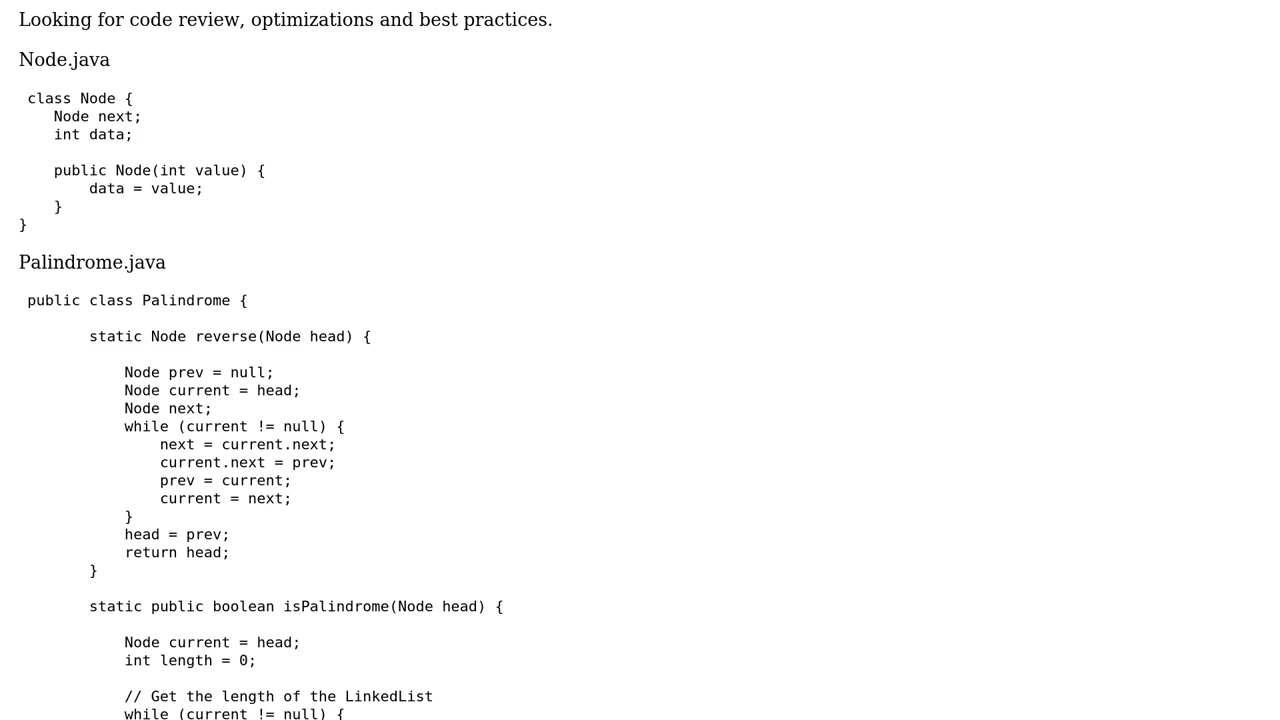 Looking for code review, optimizations and best practices.
Node.java
class Node {
    Node next;
    int data;

    public Node(int value) {
        data = value;
    }
}
Palindrome.java
public class Palindrome {

        static Node reverse(Node head) {

            Node prev = null;
            Node current = head;
            Node next;
            while (current != null) {
                next = current.next;
                current.next = prev;
                prev = current;
                current = next;
            }
            head = prev;
            return head;
        }

        static public boolean isPalindrome(Node head) {

            Node current = head;
            int length = 0;

            // Get the length of the LinkedList
            while (current != null) {